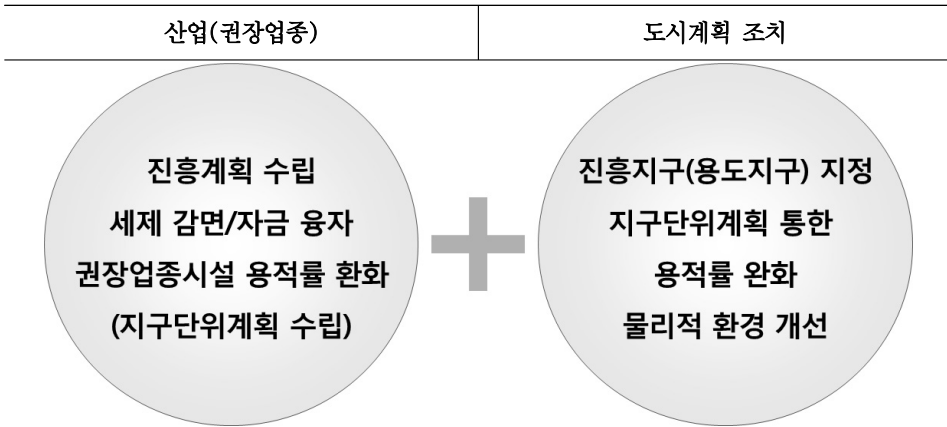 산업(권장업종)
도시계획 조치
진흥계획 수립
세제 감면/자금 융자
권장업종시설 용적률 환화
(지구단위계획 수립)
진흥지구(용도지구) 지정
지구단위계획 통한
용적률 완화
물리적 환경 개선